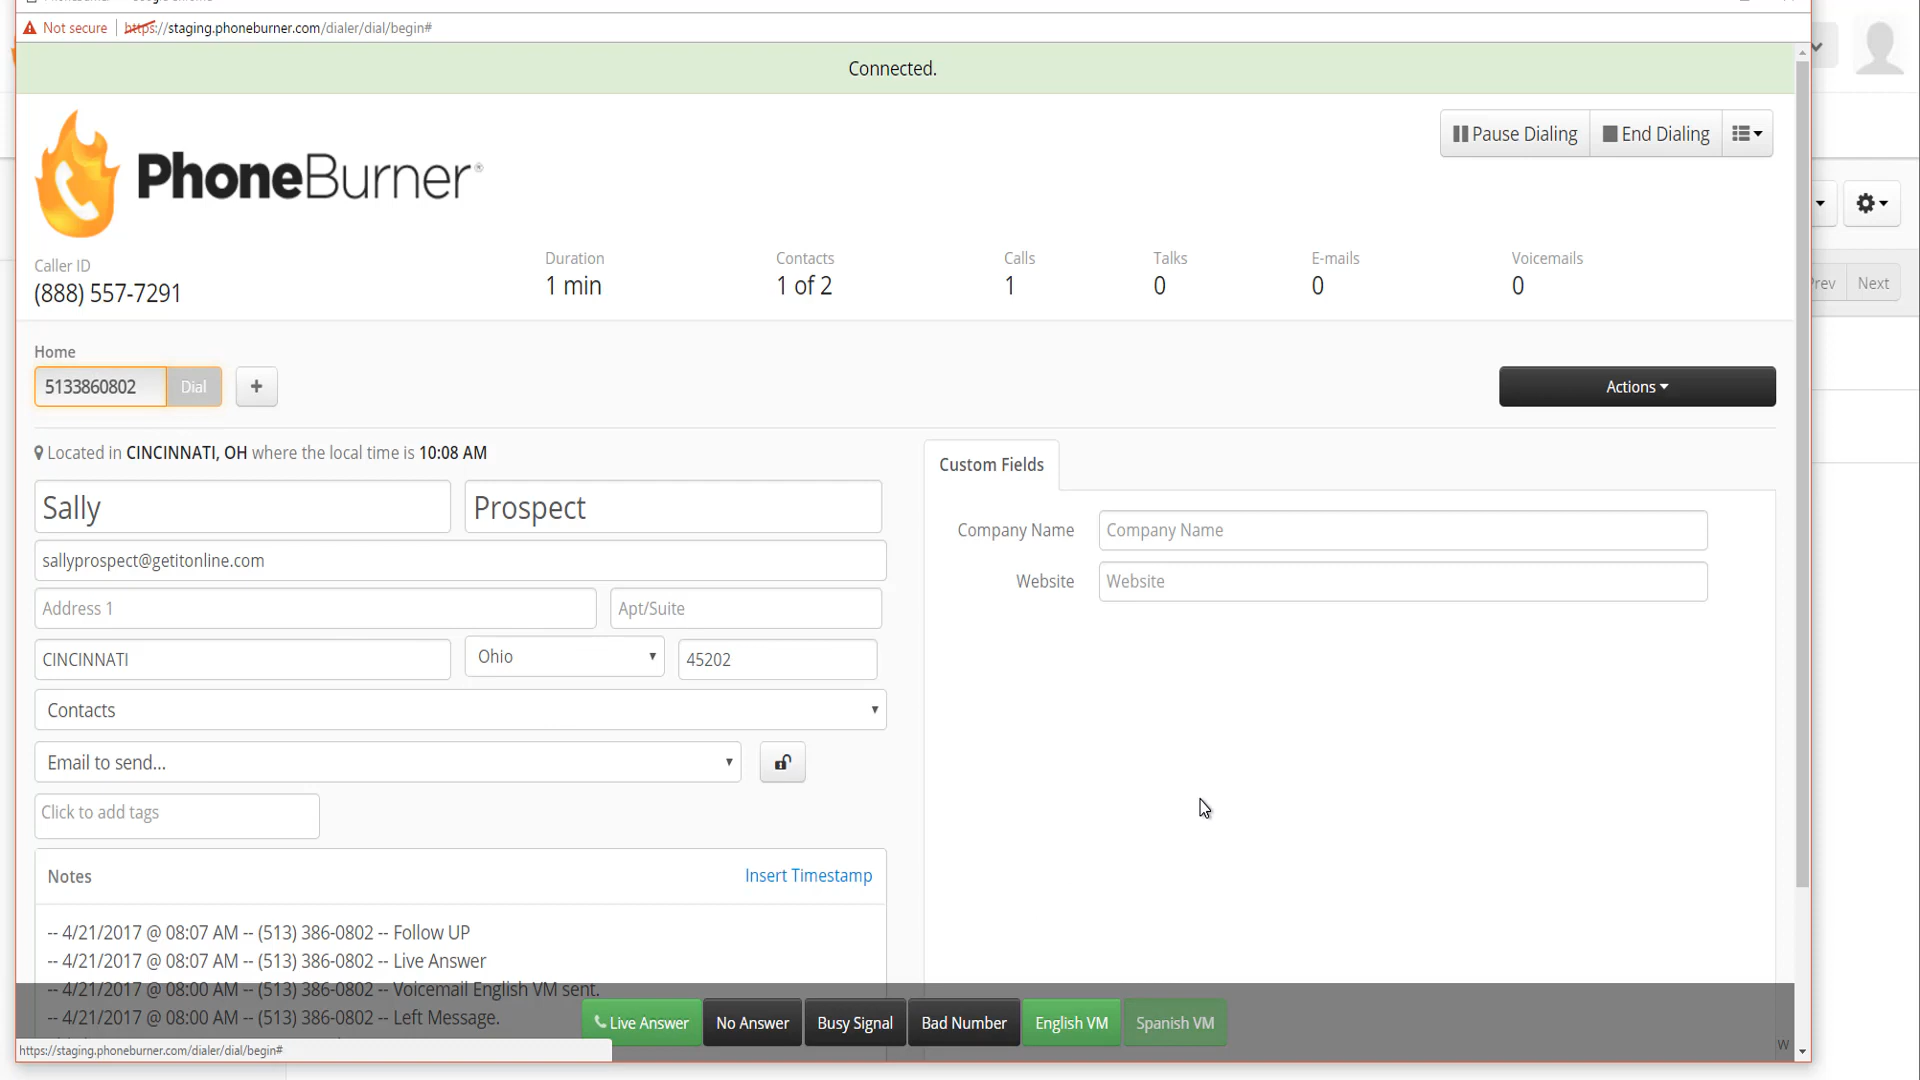 Not secure https://staging.phoneburner.com/dialer/dial/begin#
Connected.
PhoneBurner®
Pause Dialing End Dialing
Caller ID
(888) 557-7291
Duration
1 min
Contacts
1 of 2
Calls
1
Talks
0
E-mails
0
Voicemails
0
Prev Next
Home
5133860802 Dial +
Actions
Located in CINCINNATI, OH where the local time is 10:08 AM
Sally Prospect
sallyprospect@getitonline.com
Address 1 Apt/Suite
CINCINNATI Ohio 45202
Contacts
Email to send...
Click to add tags
Custom Fields
Company Name Company Name
Website Website
Notes Insert Timestamp
-- 4/21/2017 @ 08:07 AM -- (513) 386-0802 -- Follow UP
-- 4/21/2017 @ 08:07 AM -- (513) 386-0802 -- Live Answer
-- 4/21/2017 @ 08:00 AM -- (513) 386-0802 -- Voicemail English VM sent.
-- 4/21/2017 @ 08:00 AM -- (513) 386-0802 -- Left Message.
Live Answer No Answer Busy Signal Bad Number English VM Spanish VM
https://staging.phoneburner.com/dialer/dial/begin#
W